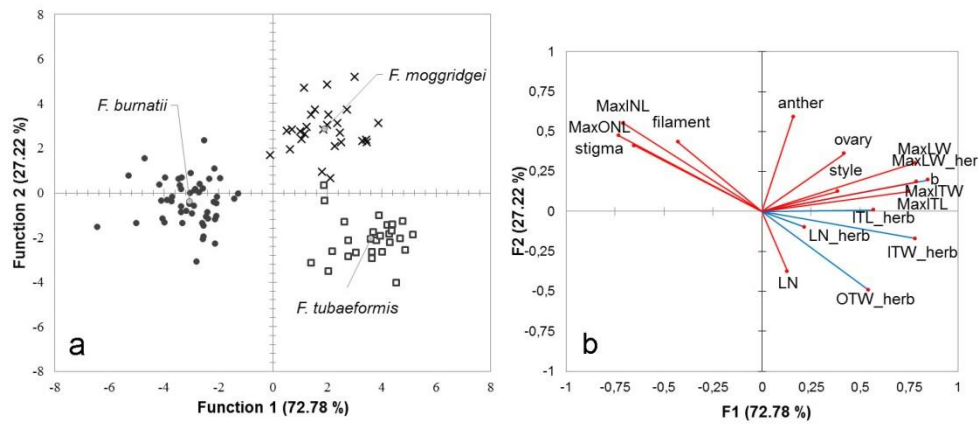 8
6
4
2
0
-2
-4
-6
-8
Function 2 (27.22 %)
F. burnatii
F. moggridgei
F. tubaeformis
a
-8 -6 -4 -2 0 2 4 6 8
Function 1 (72.78 %)
1
0,75
0,5
0,25
0
-0,25
-0,5
-0,75
-1
F2 (27.22 %)
MaxINL
MaxONL
stigma
filament
anther
ovary
style
MaxLW
MaxLW_her
b
MaxITW
MaxITL
ITL_herb
LN_herb
ITW_herb
LN
OTW_herb
b
-1 -0,75 -0,5 -0,25 0 0,25 0,5 0,75 1
F1 (72.78 %)